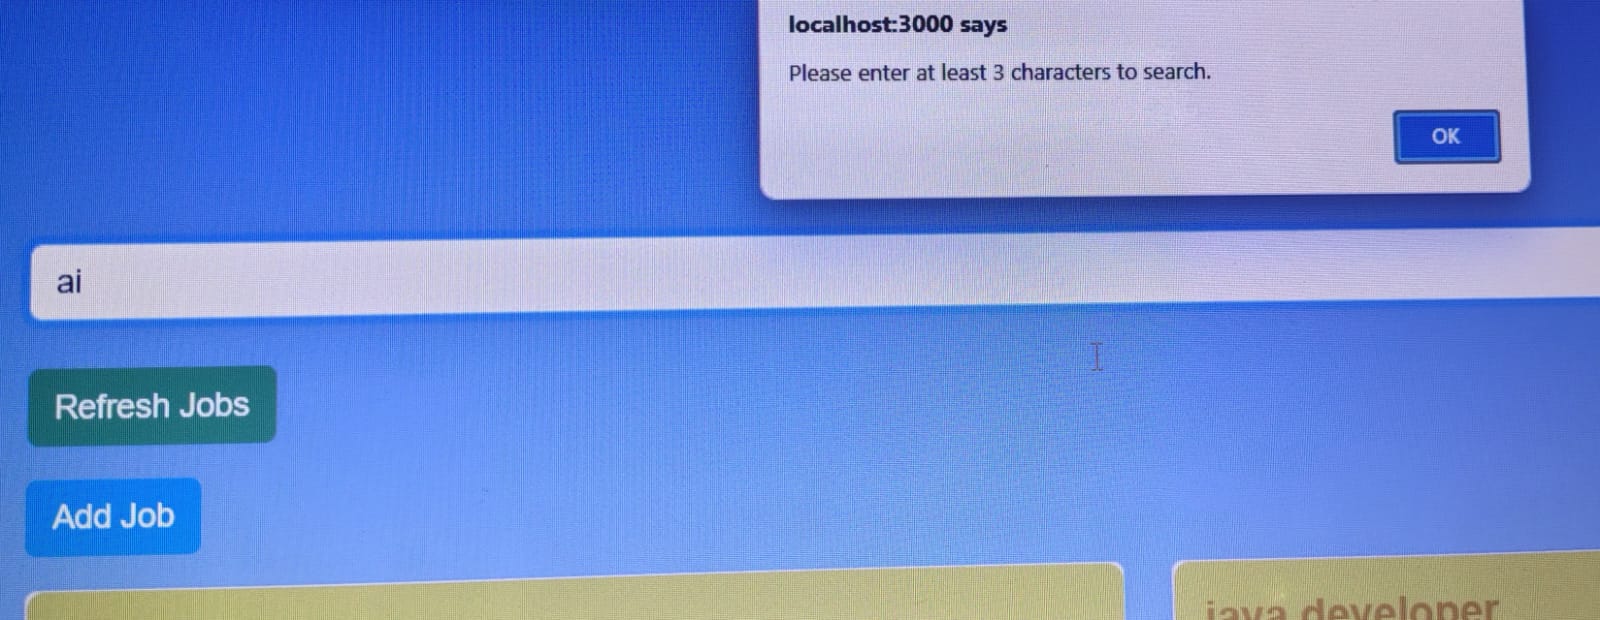 localhost:3000 says
Please enter at least 3 characters to search.
OK
ai
Refresh Jobs
Add Job
java developer